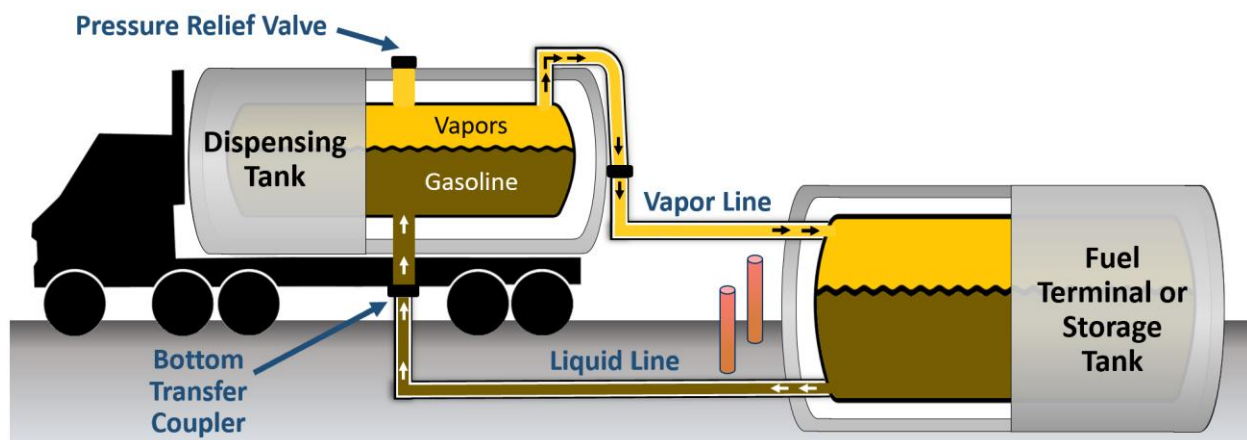 Pressure Relief Valve
Vapors
Dispensing
Tank
Gasoline
Vapor Line
Fuel
Terminal or
Storage
Tank
Bottom
Transfer
Coupler
Liquid Line